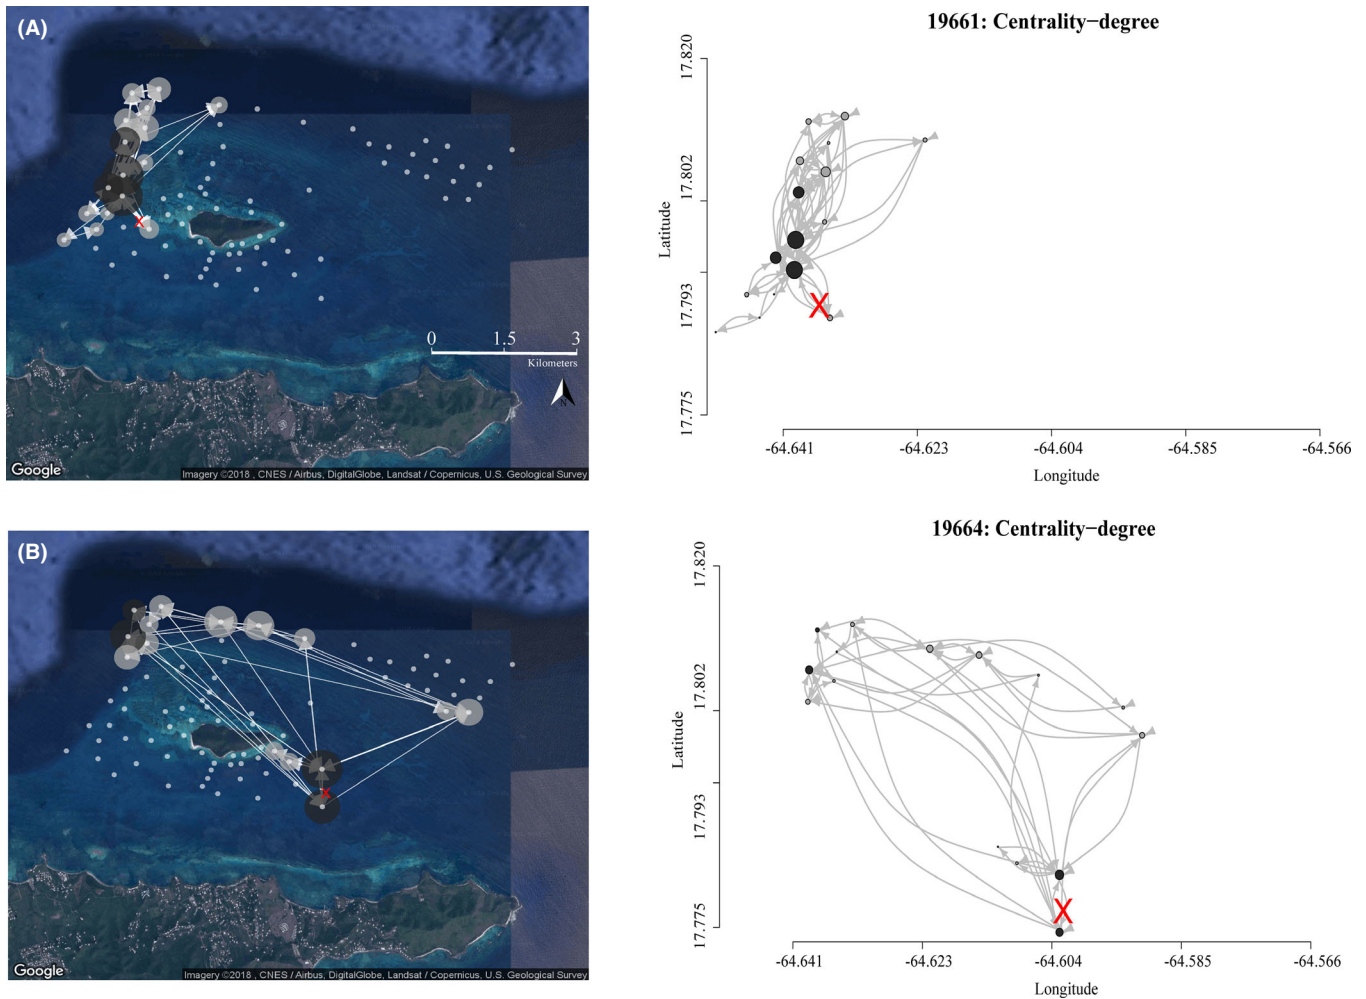 (A)
0 1.5 3
Kilometers
N
Google
Imagery ©2018 , CNES / Airbus, DigitalGlobe, Landsat / Copernicus, U.S. Geological Survey
X
19661: Centrality−degree
Latitude
17.820
17.802
17.793
17.775
X
-64.641 -64.623 -64.604 -64.585 -64.566
Longitude
(B)
X
Google
Imagery ©2018 , CNES / Airbus, DigitalGlobe, Landsat / Copernicus, U.S. Geological Survey
19664: Centrality−degree
Latitude
17.820
17.802
17.793
17.775
X
-64.641 -64.623 -64.604 -64.585 -64.566
Longitude